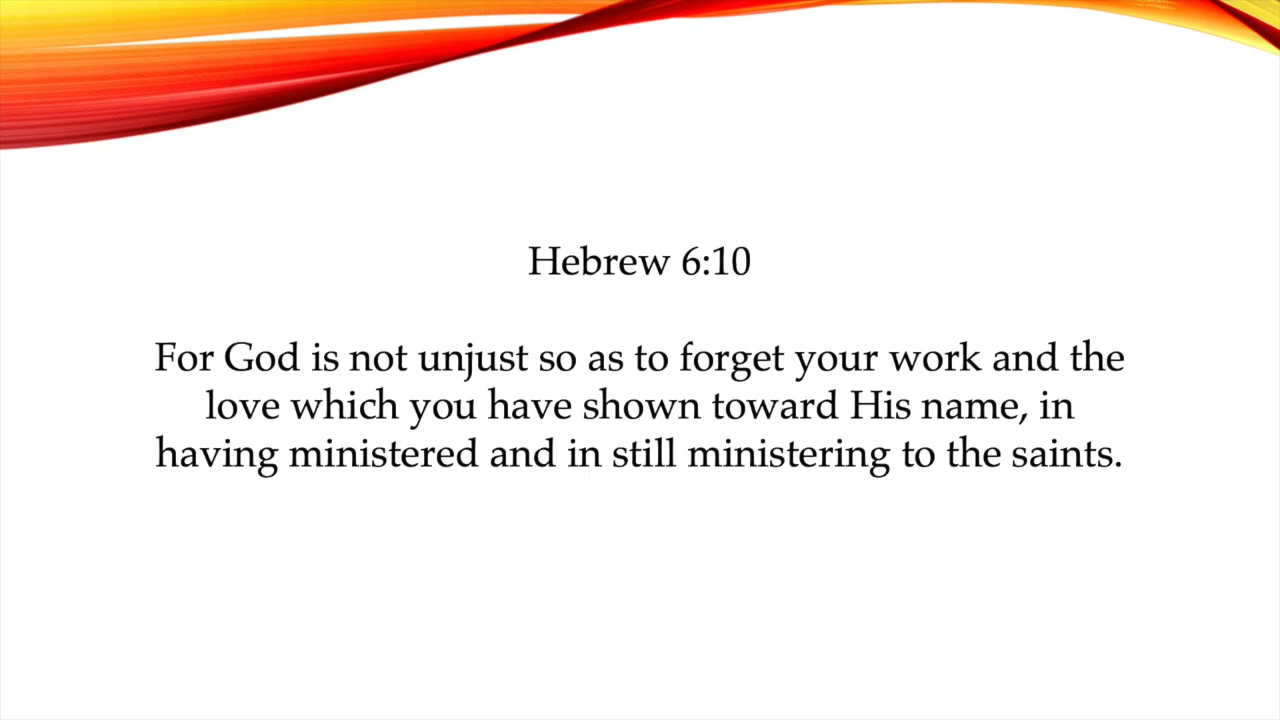 Hebrew 6:10
For God is not unjust so as to forget your work and the
love which you have shown toward His name, in
having ministered and in still ministering to the saints.